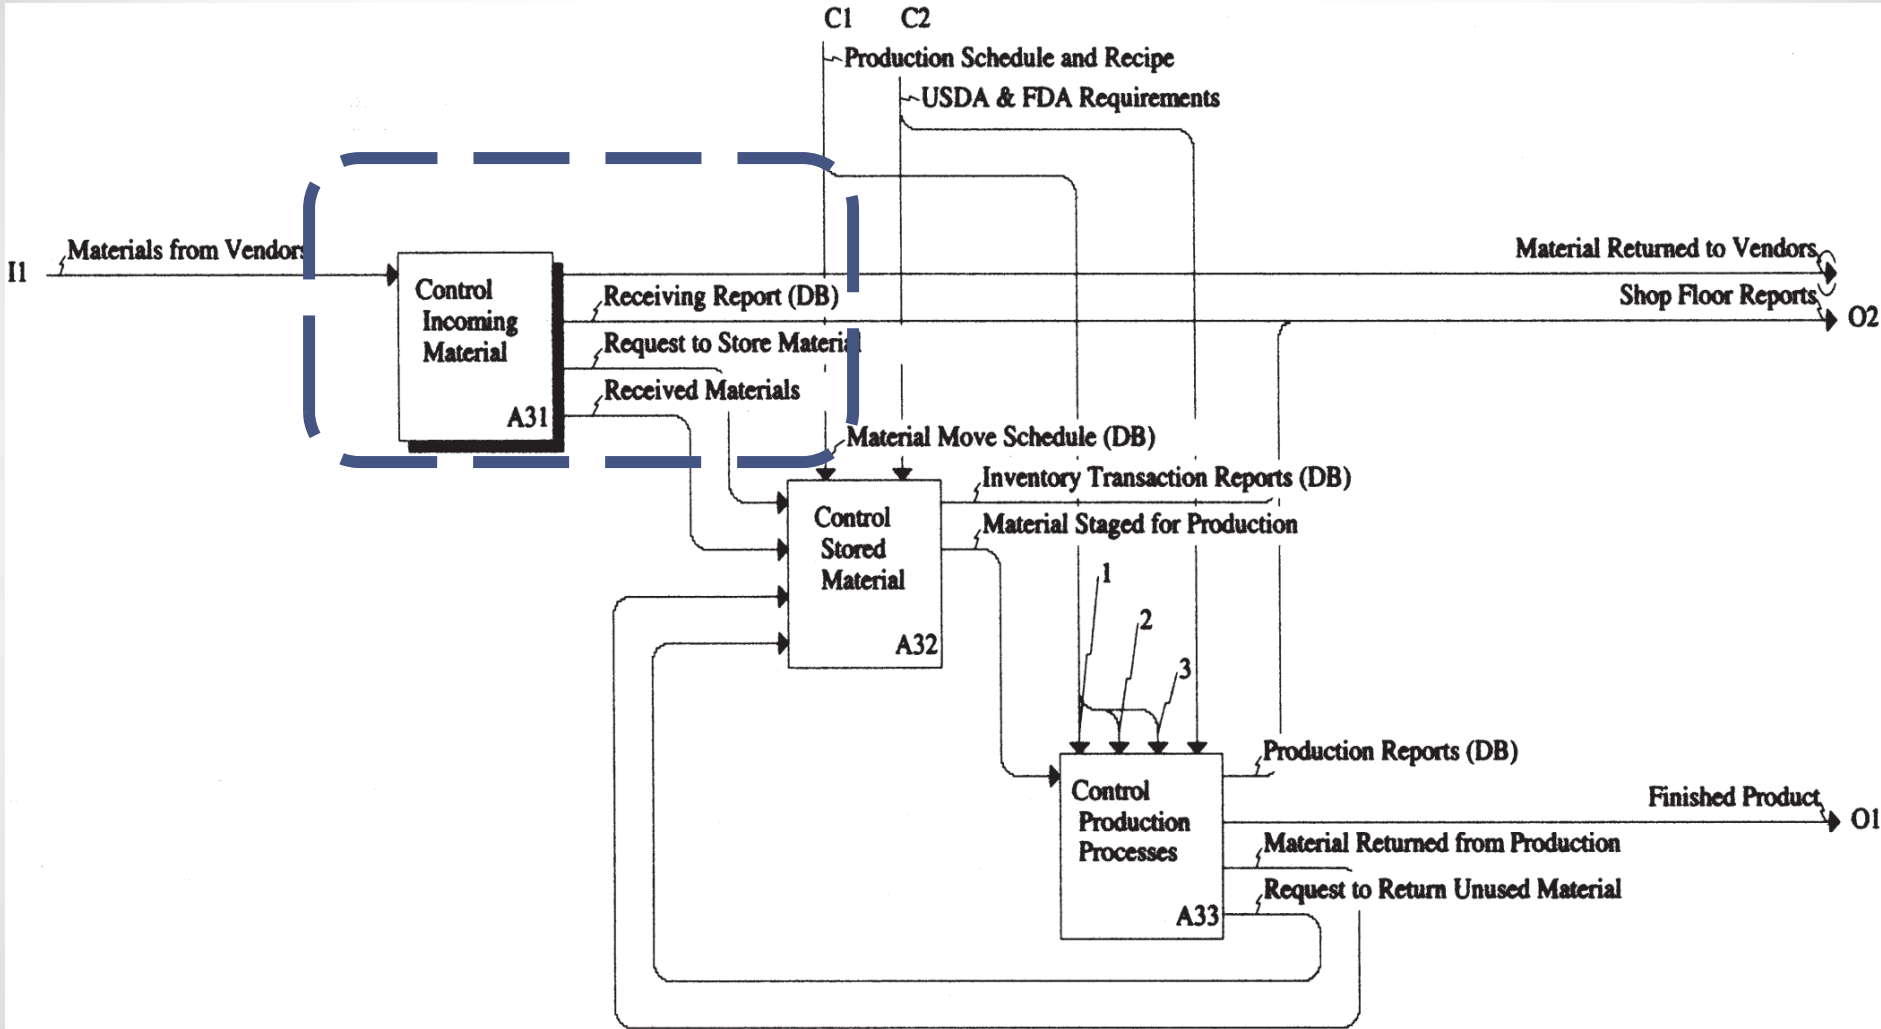 C1 C2
Production Schedule and Recipe
USDA & FDA Requirements
I1
Materials from Vendors
Material Returned to Vendors
Shop Floor Reports
O2
Control
Incoming
Material
A31
Receiving Report (DB)
Request to Store Material
Received Materials
Material Move Schedule (DB)
Inventory Transaction Reports (DB)
Material Staged for Production
Control
Stored
Material
A32
1
2
3
Production Reports (DB)
Control
Production
Processes
A33
Finished Product
O1
Material Returned from Production
Request to Return Unused Material